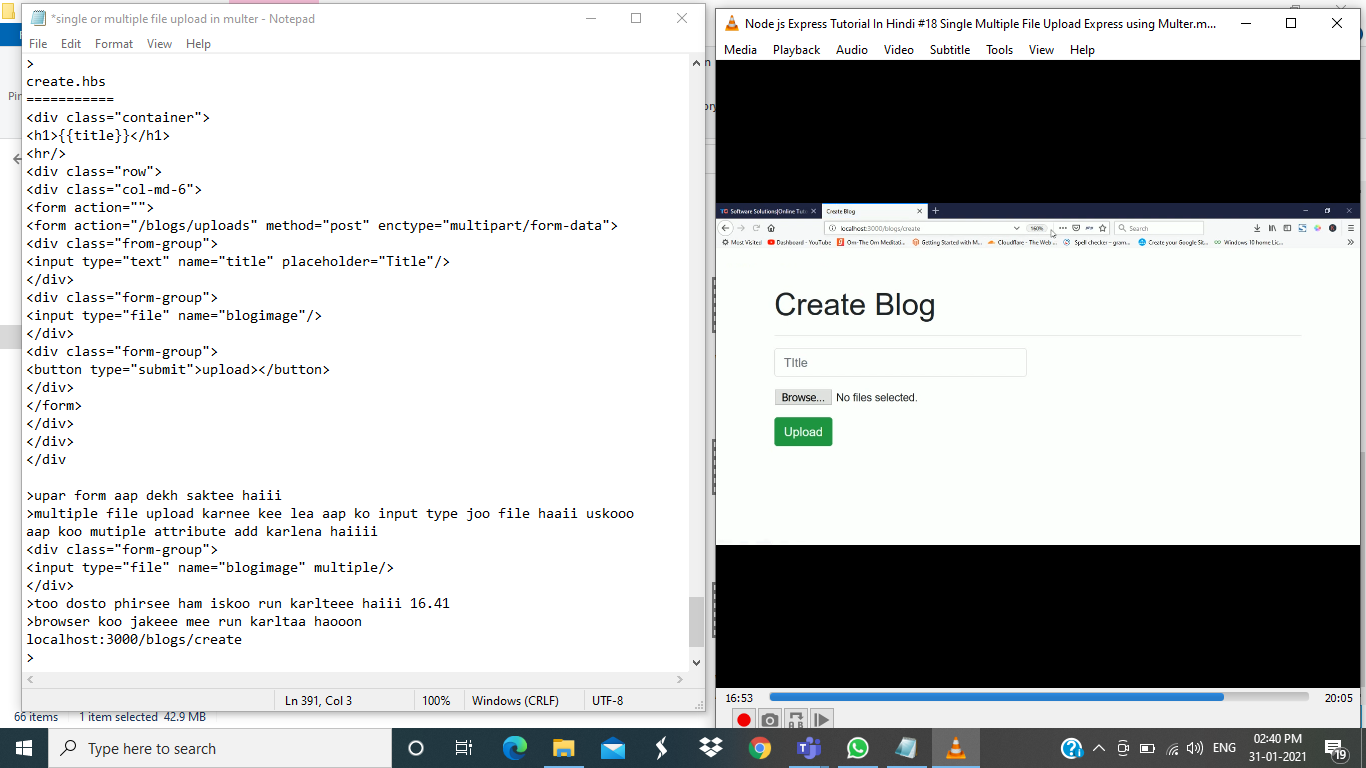 *single or multiple file upload in multer - Notepad
File Edit Format View Help
>
create.hbs
===========
<div class="container">
<h1>{{title}}</h1>
<hr/>
<div class="row">
<div class="col-md-6">
<form action="">
<form action="/blogs/uploads" method="post" enctype="multipart/form-data">
<div class="from-group">
<input type="text" name="title" placeholder="Title"/>
</div>
<div class="form-group">
<input type="file" name="blogimage"/>
</div>
<div class="form-group">
<button type="submit">upload></button>
</div>
</form>
</div>
</div>
</div
>upar form aap dekh saktee haiii
>multiple file upload karnee kee lea aap ko input type joo file haaii uskooo
aap koo mutiple attribute add karlena haiiii
<div class="form-group">
<input type="file" name="blogimage" multiple/>
</div>
>too dosto phirsee ham iskoo run karlteee haiii 16.41
>browser koo jakeee mee run karltaa haooon
localhost:3000/blogs/create
>
Ln 391, Col 3 100% Windows (CRLF) UTF-8
66 items 1 item selected 42.9 MB
Node js Express Tutorial In Hindi #18 Single Multiple File Upload Express using Multer.m...
Media Playback Audio Video Subtitle Tools View Help
Software Solutions(Online Tut Create Blog
localhost:3000/blogs/create 160% Search
Most Visited Dashboard - YouTube Om-The Om Meditati... Getting Started with M... Cloudflare - The Web ... Spell checker - gram... Create your Google Sit... Windows 10 home Lic...
Create Blog
TItle
Browse... No files selected.
Upload
16:53 20:05
Type here to search
ENG
02:40 PM
31-01-2021
19